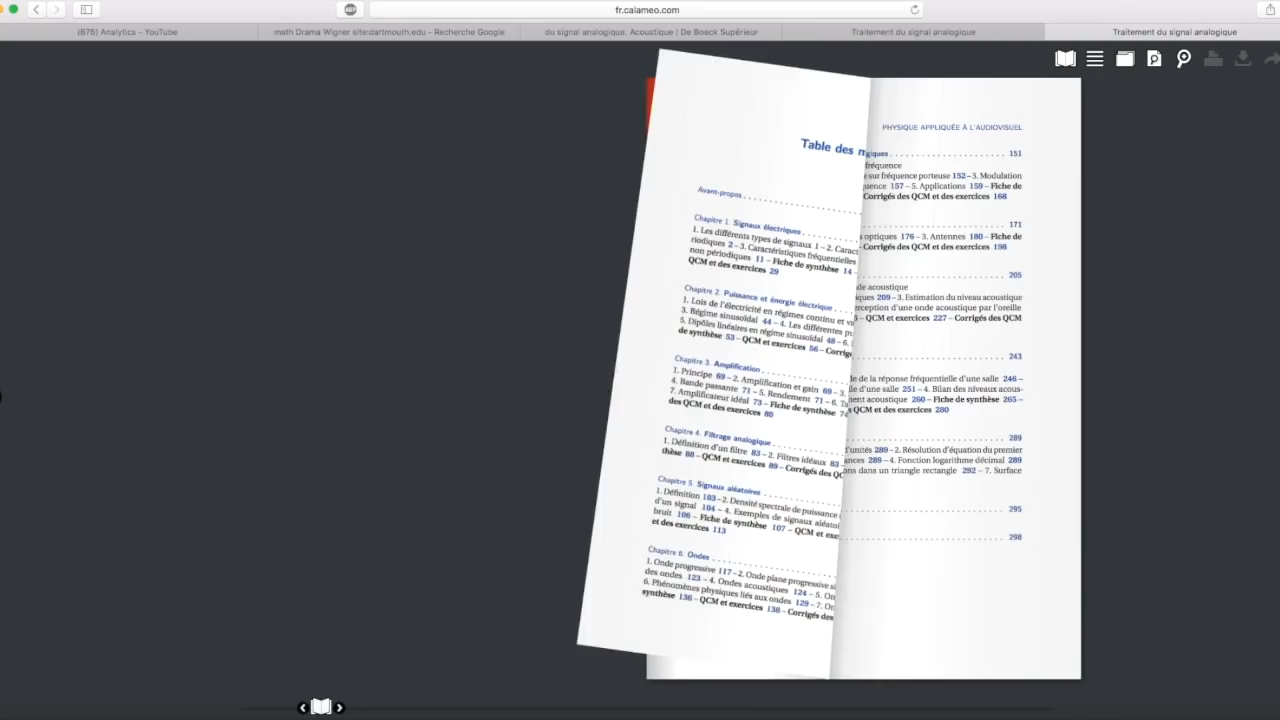 fr.calameo.com
ABP
(876) Analytics - YouTube
math Drama Wigner site:dartmouth.edu - Recherche Google
du signal analogique. Acoustique | De Boeck Supérieur
Traitement du signal analogique
Traitement du signal analogique
Table des m
Avant-propos
Chapitre 1. Signaux électriques
1. Les différents types de signaux 1 – 2. Caract
riodiques 2 – 3. Caractéristiques fréquentielles
non périodiques 11 – Fiche de synthèse 14 –
QCM et des exercices 29
Chapitre 2. Puissance et énergie électrique
1. Lois de l'électricité en régimes continu et va
3. Régime sinusoïdal 44 – 4. Les différentes pu
5. Dipôles linéaires en régime sinusoïdal 48 – 6.
de synthèse 53 – QCM et exercices 56 – Corrigé
Chapitre 3. Amplification
1. Principe 69 – 2. Amplification et gain 69 – 3.
4. Bande passante 71 – 5. Rendement 71 – 6. Ta
7. Amplificateur idéal 73 – Fiche de synthèse 74
des QCM et des exercices 80
Chapitre 4. Filtrage analogique
1. Définition d'un filtre 83 – 2. Filtres idéaux 83
thèse 88 – QCM et exercices 89 – Corrigés des QC
Chapitre 5. Signaux aléatoires
1. Définition 103 – 2. Densité spectrale de puissance
d'un signal 104 – 4. Exemples de signaux aléatoi
bruit 106 – Fiche de synthèse 107 – QCM et exe
et des exercices 113
Chapitre 6. Ondes
1. Onde progressive 117 – 2. Onde plane progressive si
des ondes 123 – 4. Ondes acoustiques 124 – 5. On
6. Phénomènes physiques liés aux ondes 129 – 7. On
synthèse 136 – QCM et exercices 138 – Corrigés des
PHYSIQUE APPLIQUÉE À L'AUDIOVISUEL
giques 151
fréquence
e sur fréquence porteuse 152 – 3. Modulation
uence 157 – 5. Applications 159 – Fiche de
Corrigés des QCM et des exercices 168
171
s optiques 176 – 3. Antennes 180 – Fiche de
Corrigés des QCM et des exercices 198
205
de acoustique
iques 209 – 3. Estimation du niveau acoustique
erception d'une onde acoustique par l'oreille
5 – QCM et exercices 227 – Corrigés des QCM
243
de de la réponse fréquentielle d'une salle 246 –
lle d'une salle 251 – 4. Bilan des niveaux acous-
ment acoustique 260 – Fiche de synthèse 265 –
s QCM et des exercices 280
289
d'unités 289 – 2. Résolution d'équation du premier
ances 289 – 4. Fonction logarithme décimal 289
ons dans un triangle rectangle 292 – 7. Surface
295
298